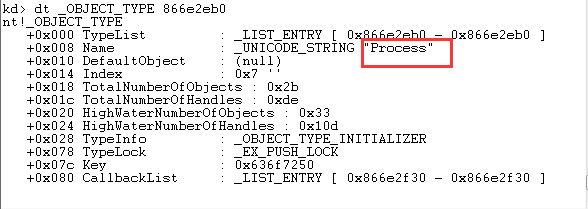 kd> dt _OBJECT_TYPE 866e2eb0
nt!_OBJECT_TYPE
+0x000 TypeList : _LIST_ENTRY [ 0x866e2eb0 - 0x866e2eb0 ]
+0x008 Name : _UNICODE_STRING "Process"
+0x010 DefaultObject : (null)
+0x014 Index : 0x7 ''
+0x018 TotalNumberOfObjects : 0x2b
+0x01c TotalNumberOfHandles : 0xde
+0x020 HighWaterNumberOfObjects : 0x33
+0x024 HighWaterNumberOfHandles : 0x10d
+0x028 TypeInfo : _OBJECT_TYPE_INITIALIZER
+0x078 TypeLock : _EX_PUSH_LOCK
+0x07c Key : 0x636f7250
+0x080 CallbackList : _LIST_ENTRY [ 0x866e2f30 - 0x866e2f30 ]